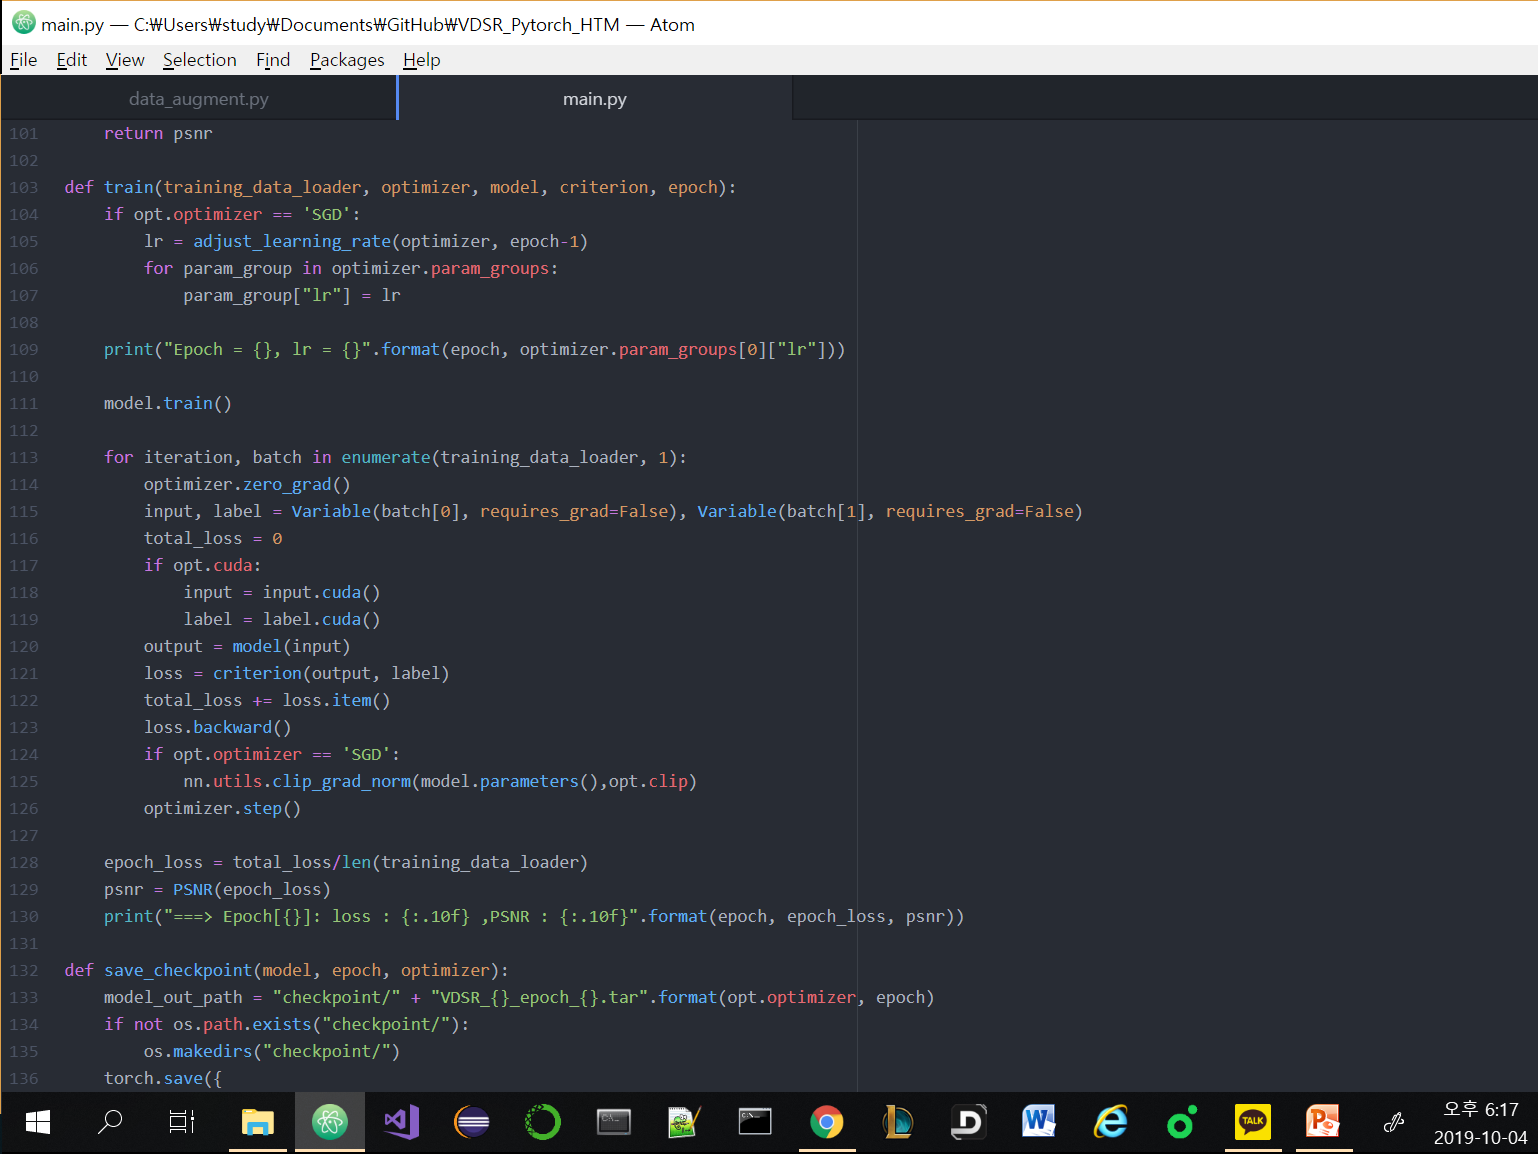 main.py — C:₩Users₩study₩Documents₩GitHub₩VDSR_Pytorch_HTM — Atom
File Edit View Selection Find Packages Help
data_augment.py main.py
101     return psnr
102
103 def train(training_data_loader, optimizer, model, criterion, epoch):
104     if opt.optimizer == 'SGD':
105         lr = adjust_learning_rate(optimizer, epoch-1)
106         for param_group in optimizer.param_groups:
107             param_group["lr"] = lr
108
109     print("Epoch = {}, lr = {}".format(epoch, optimizer.param_groups[0]["lr"]))
110
111     model.train()
112
113     for iteration, batch in enumerate(training_data_loader, 1):
114         optimizer.zero_grad()
115         input, label = Variable(batch[0], requires_grad=False), Variable(batch[1], requires_grad=False)
116         total_loss = 0
117         if opt.cuda:
118             input = input.cuda()
119             label = label.cuda()
120         output = model(input)
121         loss = criterion(output, label)
122         total_loss += loss.item()
123         loss.backward()
124         if opt.optimizer == 'SGD':
125             nn.utils.clip_grad_norm(model.parameters(),opt.clip)
126         optimizer.step()
127
128     epoch_loss = total_loss/len(training_data_loader)
129     psnr = PSNR(epoch_loss)
130     print("===> Epoch[{}]: loss : {:.10f} ,PSNR : {:.10f}".format(epoch, epoch_loss, psnr))
131
132 def save_checkpoint(model, epoch, optimizer):
133     model_out_path = "checkpoint/" + "VDSR_{}_epoch_{}.tar".format(opt.optimizer, epoch)
134     if not os.path.exists("checkpoint/"):
135         os.makedirs("checkpoint/")
136     torch.save({
TALK
오후 6:17
2019-10-04